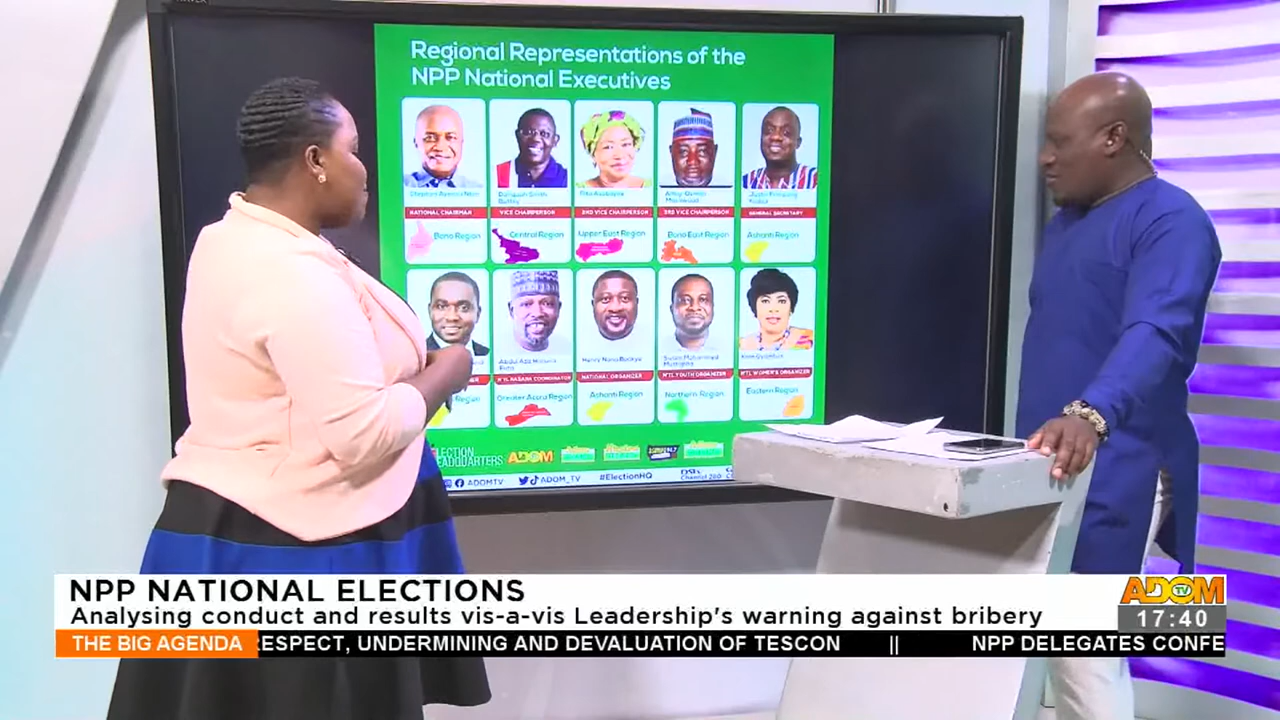 Regional Representations of the
NPP National Executives
NATIONAL CHAIRMAN
VICE CHAIRPERSON
2ND VICE CHAIRPERSON
3RD VICE CHAIRPERSON
GENERAL SECRETARY
Bono Region
Central Region
Upper East Region
Bono East Region
Ashanti Region
Henry Nana Boakye
N'TL NASARA COORDINATOR
NATIONAL ORGANIZER
N'TL YOUTH ORGANIZER
N'TL WOMEN'S ORGANIZER
Region
Greater Accra Region
Ashanti Region
Northern Region
Eastern Region
ELECTION
HEADQUARTERS
ADOM
ADOMTV
ADOM_TV
#ElectionHQ
NPP NATIONAL ELECTIONS
Analysing conduct and results vis-a-vis Leadership's warning against bribery
ADOM
TV
17:40
THE BIG AGENDA
ESPECT, UNDERMINING AND DEVALUATION OF TESCON || NPP DELEGATES CONFE